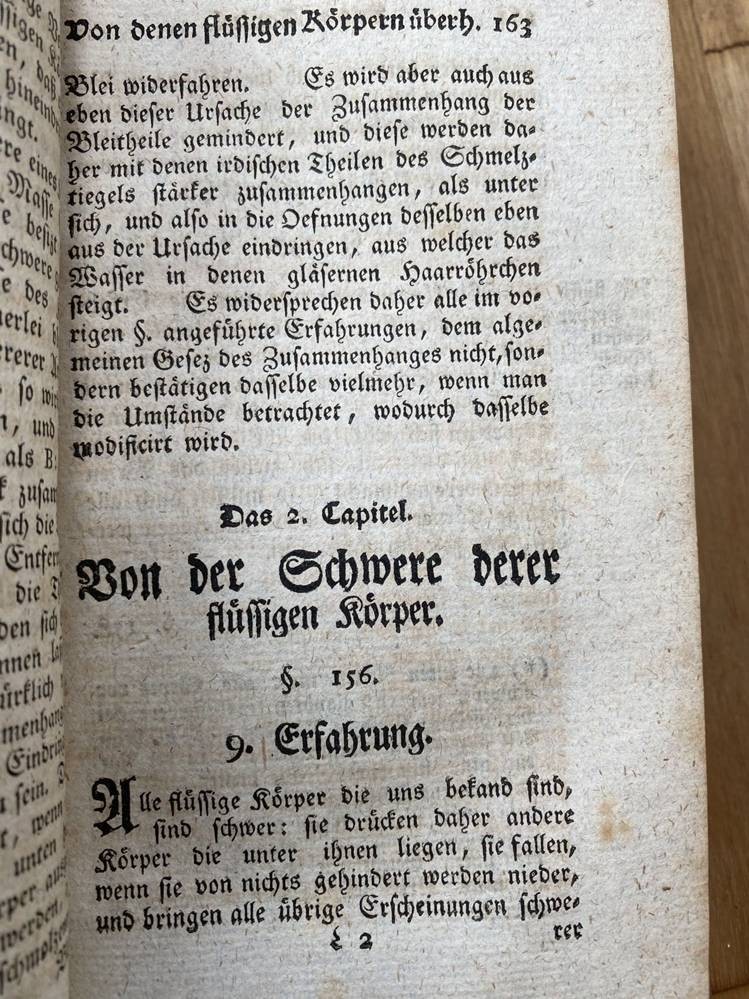 Von denen flüssigen Körpern überh. 163
Blei widerfahren. Es wird aber auch aus
eben dieser Ursache der Zusammenhang der
Bleitheile gemindert, und diese werden da-
her mit denen irdischen Theilen des Schmelz-
tiegels stärker zusammenhangen, als unter
sich, und also in die Oefnungen desselben eben
aus der Ursache eindringen, aus welcher das
Wasser in denen gläsernen Haarröhrchen
steigt. Es widersprechen daher alle im vo-
rigen §. angeführte Erfahrungen, dem alge-
meinen Gesez des Zusammenhanges nicht, son-
dern bestätigen dasselbe vielmehr, wenn man
die Umstände betrachtet, wodurch dasselbe
modificirt wird.
Das 2. Capitel.
Von der Schwere derer
flüssigen Körper.
§. 156.
9. Erfahrung.
Alle flüssige Körper die uns bekand sind,
sind schwer: sie drücken daher andere
Körper die unter ihnen liegen, sie fallen,
wenn sie von nichts gehindert werden nieder,
und bringen alle übrige Erscheinungen schwe-
L 2 rer